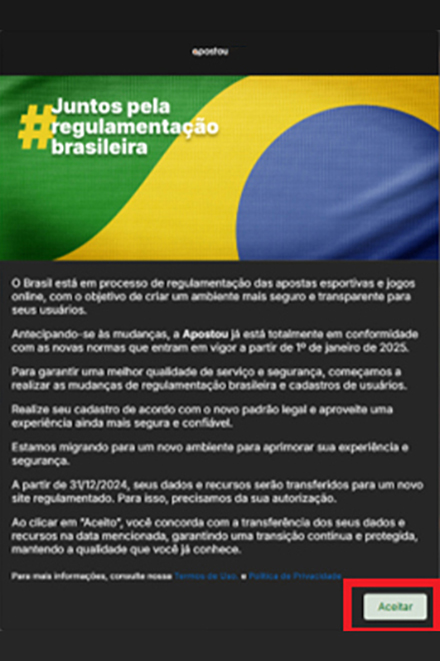 apostou
#Juntos pela
regulamentação
brasileira
O Brasil está em processo de regulamentação das apostas esportivas e jogos
online, com o objetivo de criar um ambiente mais seguro e transparente para
seus usuários.
Antecipando-se às mudanças, a Apostou já está totalmente em conformidade
com as novas normas que entram em vigor a partir de 1º de janeiro de 2025.
Para garantir uma melhor qualidade de serviço e segurança, começamos a
realizar as mudanças de regulamentação brasileira e cadastros de usuários.
Realize seu cadastro de acordo com o novo padrão legal e aproveite uma
experiência ainda mais segura e confiável.
Estamos migrando para um novo ambiente para aprimorar sua experiência e
segurança.
A partir de 31/12/2024, seus dados e recursos serão transferidos para um novo
site regulamentado. Para isso, precisamos da sua autorização.
Ao clicar em "Aceito", você concorda com a transferência dos seus dados e
recursos na data mencionada, garantindo uma transição contínua e protegida,
mantendo a qualidade que você já conhece.
Para mais informações, consulte nosso Termos de Uso e Política de Privacidade
Aceitar